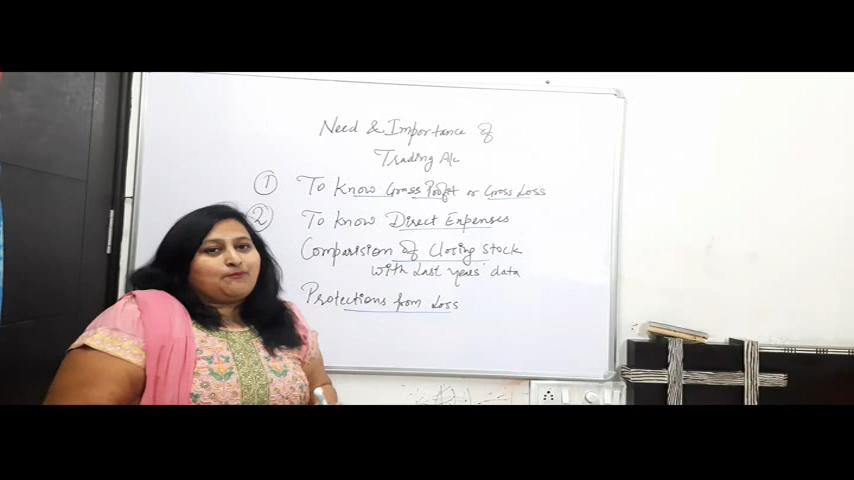 Need & Importance of
Trading A/c
① To Know Gross Profit or Gross Loss
② To Know Direct Expenses
Comparision of Closing Stock
with Last Years' data
Protections from Loss